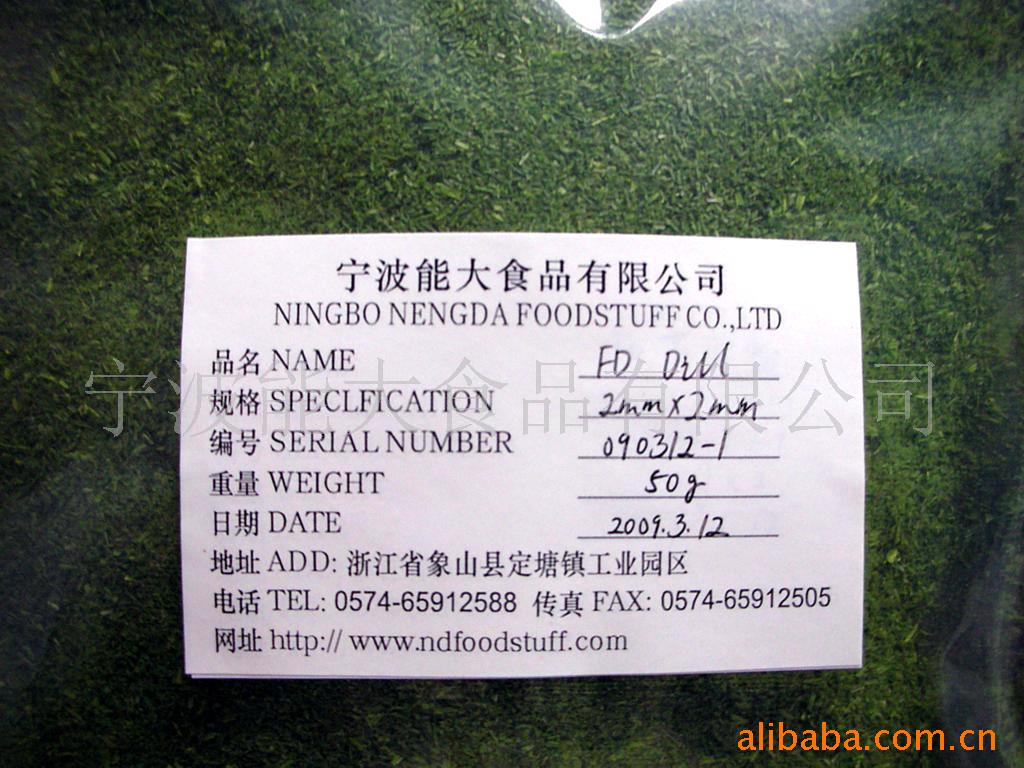 宁波能大食品有限公司
NINGBO NENGDA FOODSTUFF CO.,LTD
品名 NAME FD Dill
规格 SPECLFICATION 2mm×2mm
编号 SERIAL NUMBER 090312-1
重量 WEIGHT 50g
日期 DATE 2009.3.12
地址 ADD: 浙江省象山县定塘镇工业园区
电话 TEL: 0574-65912588 传真 FAX: 0574-65912505
网址 http:// www.ndfoodstuff.com
宁波能大食品有限公司
alibaba.com.cn